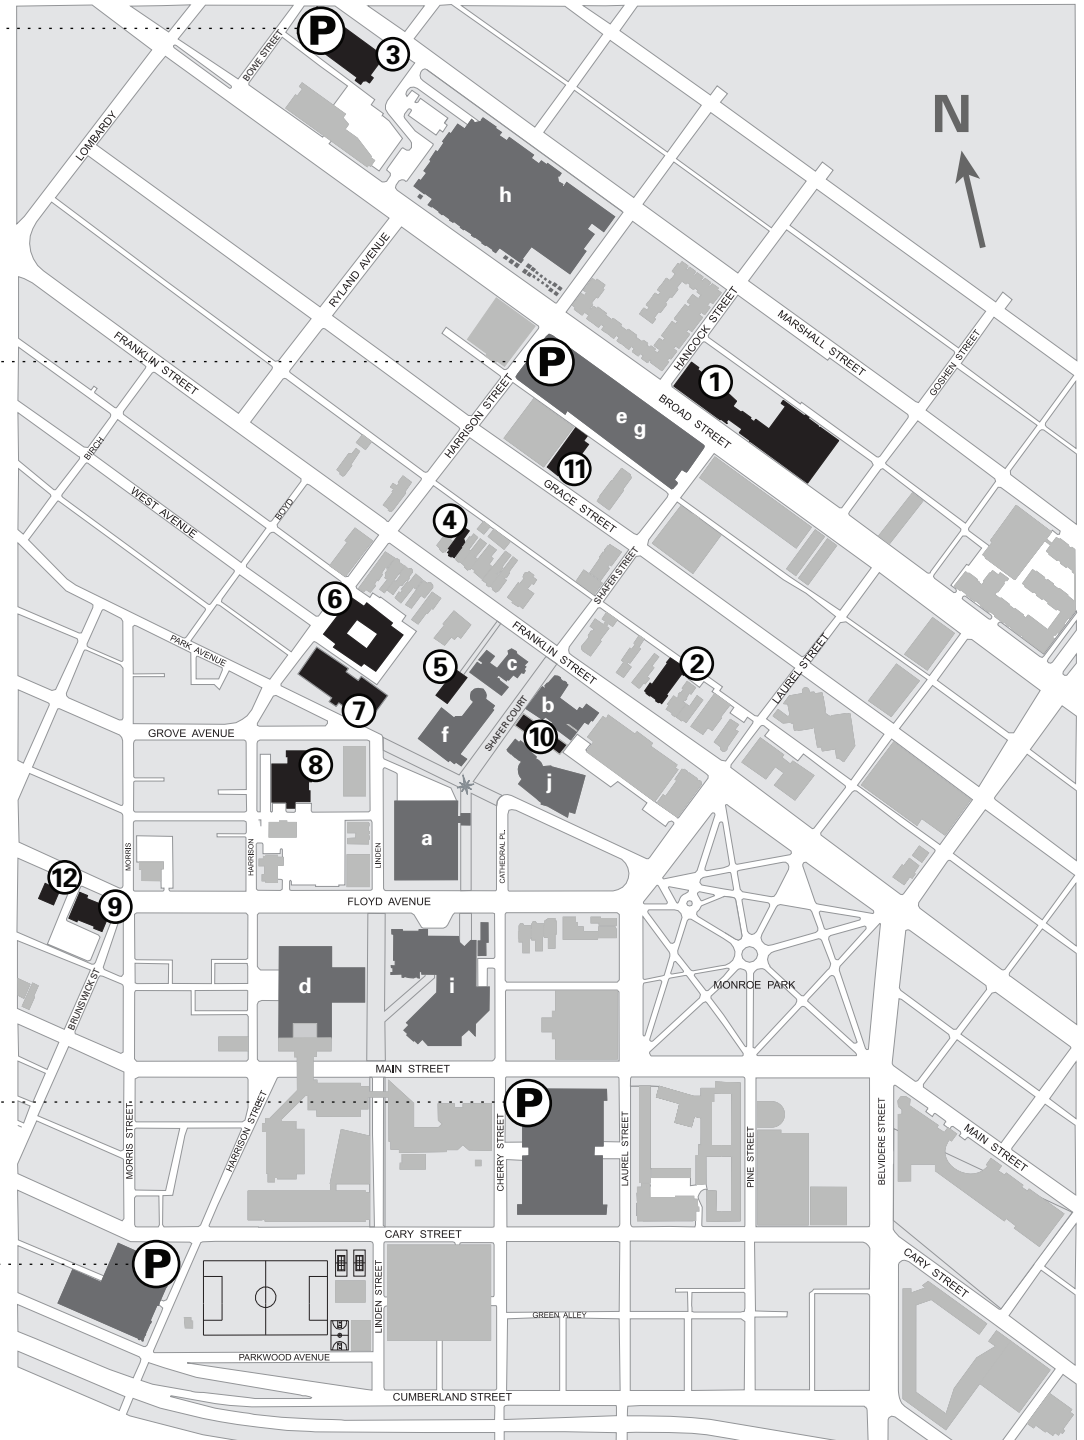 P
3
BOWE STREET
N
LOMBARDY
h
RYLAND AVENUE
HANCOCK STREET
MARSHALL STREET
GOSHEN STREET
FRANKLIN STREET
P
1
HARRISON STREET
BROAD STREET
e
g
11
BIRCH
GRACE STREET
WEST AVENUE
BOYD
4
SHAFER STREET
6
FRANKLIN STREET
PARK AVENUE
5
c
2
LAUREL STREET
7
b
SHAFER COURT
GROVE AVENUE
f
10
8
j
a
MORRIS
HARRISON
LINDEN
CATHEDRAL PL.
12
9
FLOYD AVENUE
d
i
MONROE PARK
BRUNSWICK ST
MAIN STREET
P
MORRIS STREET
HARRISON STREET
CHERRY STREET
LAUREL STREET
PINE STREET
BELVIDERE STREET
MAIN STREET
CARY STREET
P
CARY STREET
LINDEN STREET
GREEN ALLEY
PARKWOOD AVENUE
CUMBERLAND STREET